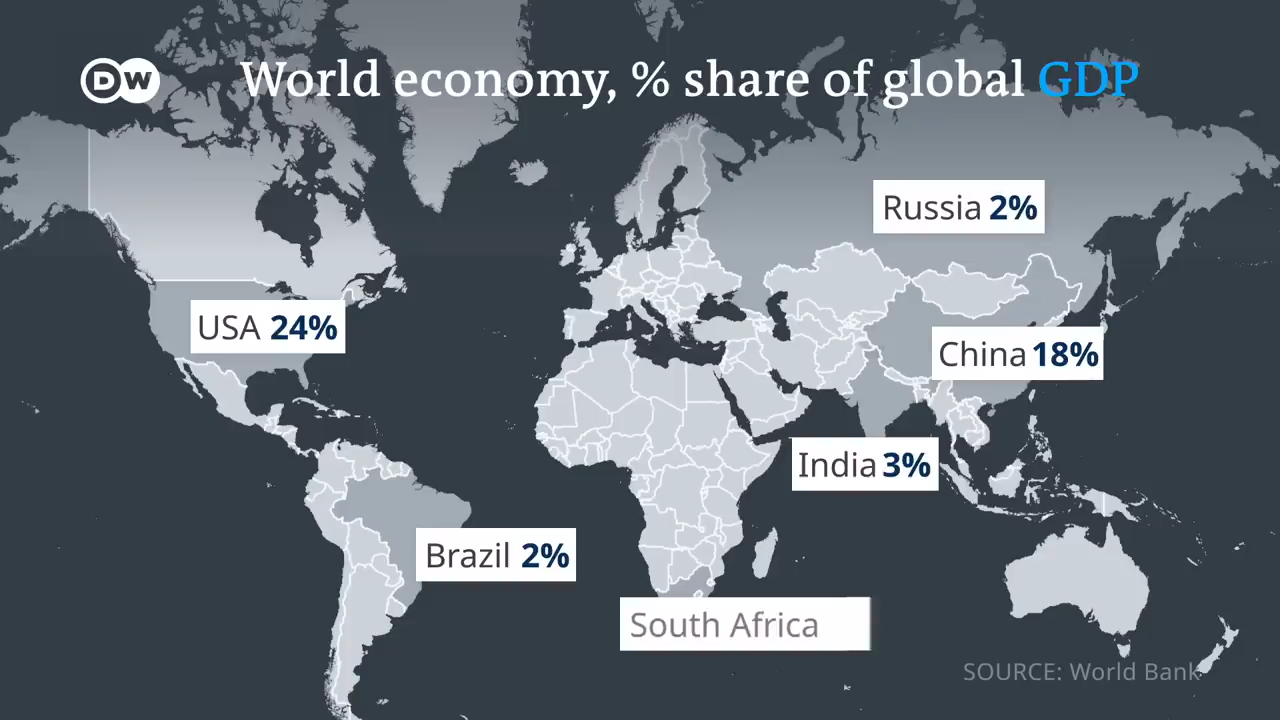 DW World economy, % share of global GDP
Russia 2%
USA 24%
China 18%
India 3%
Brazil 2%
South Africa
SOURCE: World Bank